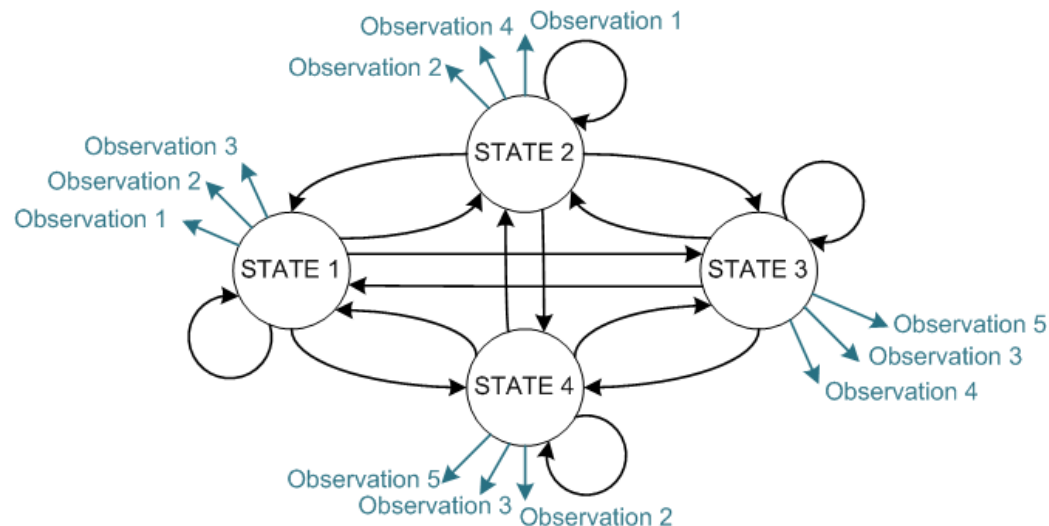 Observation 1
Observation 4
Observation 2
STATE 2
Observation 3
Observation 2
Observation 1
STATE 1
STATE 3
Observation 5
Observation 3
Observation 4
STATE 4
Observation 5
Observation 3
Observation 2